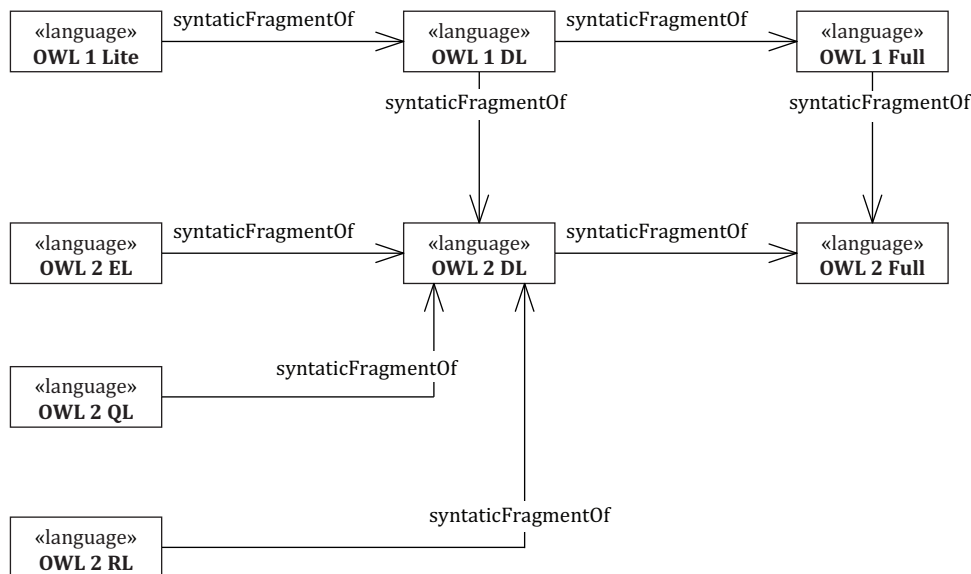 syntaticFragmentOf
syntaticFragmentOf
«language»
OWL 1 Lite
«language»
OWL 1 DL
«language»
OWL 1 Full
syntaticFragmentOf
syntaticFragmentOf
syntaticFragmentOf
syntaticFragmentOf
«language»
OWL 2 EL
«language»
OWL 2 DL
«language»
OWL 2 Full
syntaticFragmentOf
«language»
OWL 2 QL
syntaticFragmentOf
«language»
OWL 2 RL